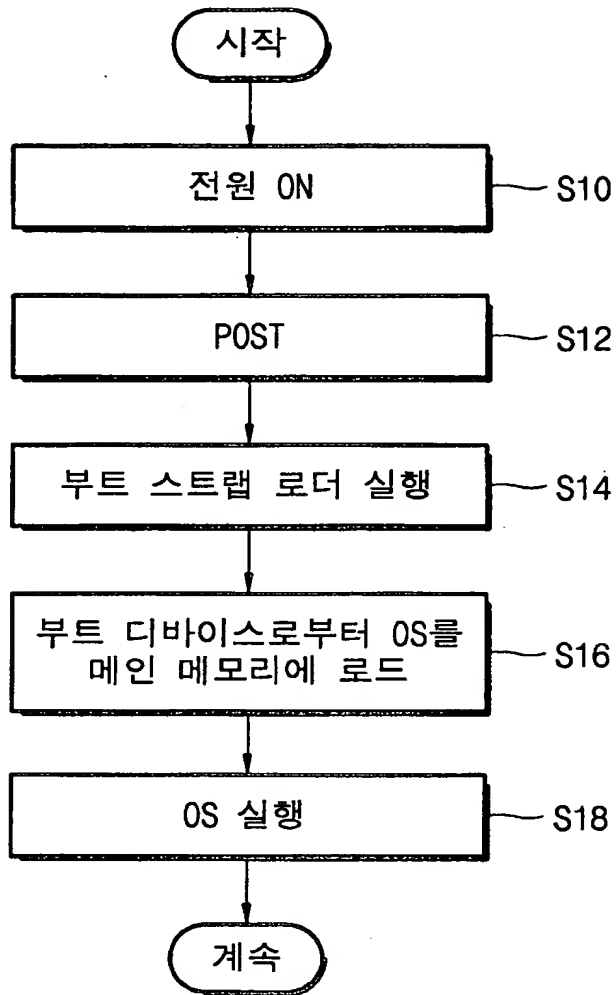 시작
전원 ON
S10
POST
S12
부트 스트랩 로더 실행
S14
부트 디바이스로부터 OS를
메인 메모리에 로드
S16
OS 실행
S18
계속